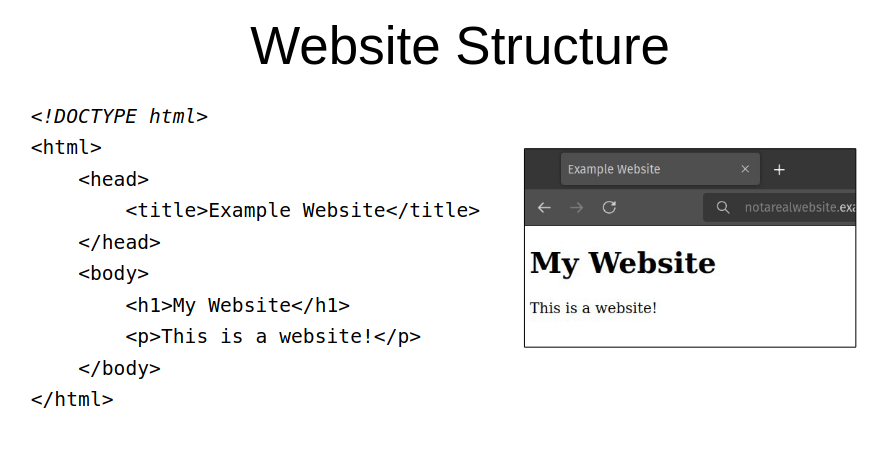 Website Structure
<!DOCTYPE html>
<html>
    <head>
        <title>Example Website</title>
    </head>
    <body>
        <h1>My Website</h1>
        <p>This is a website!</p>
    </body>
</html>
Example Website
notarealwebsite.exa
My Website
This is a website!